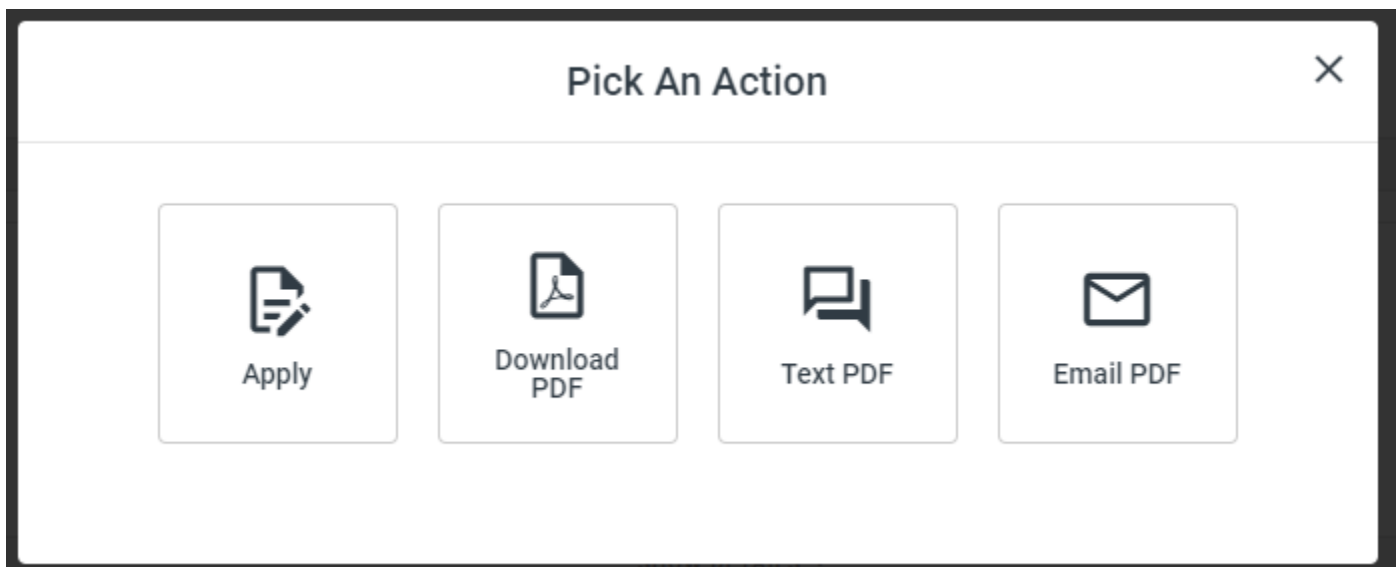 Pick An Action
Apply
Download
PDF
Text PDF
Email PDF